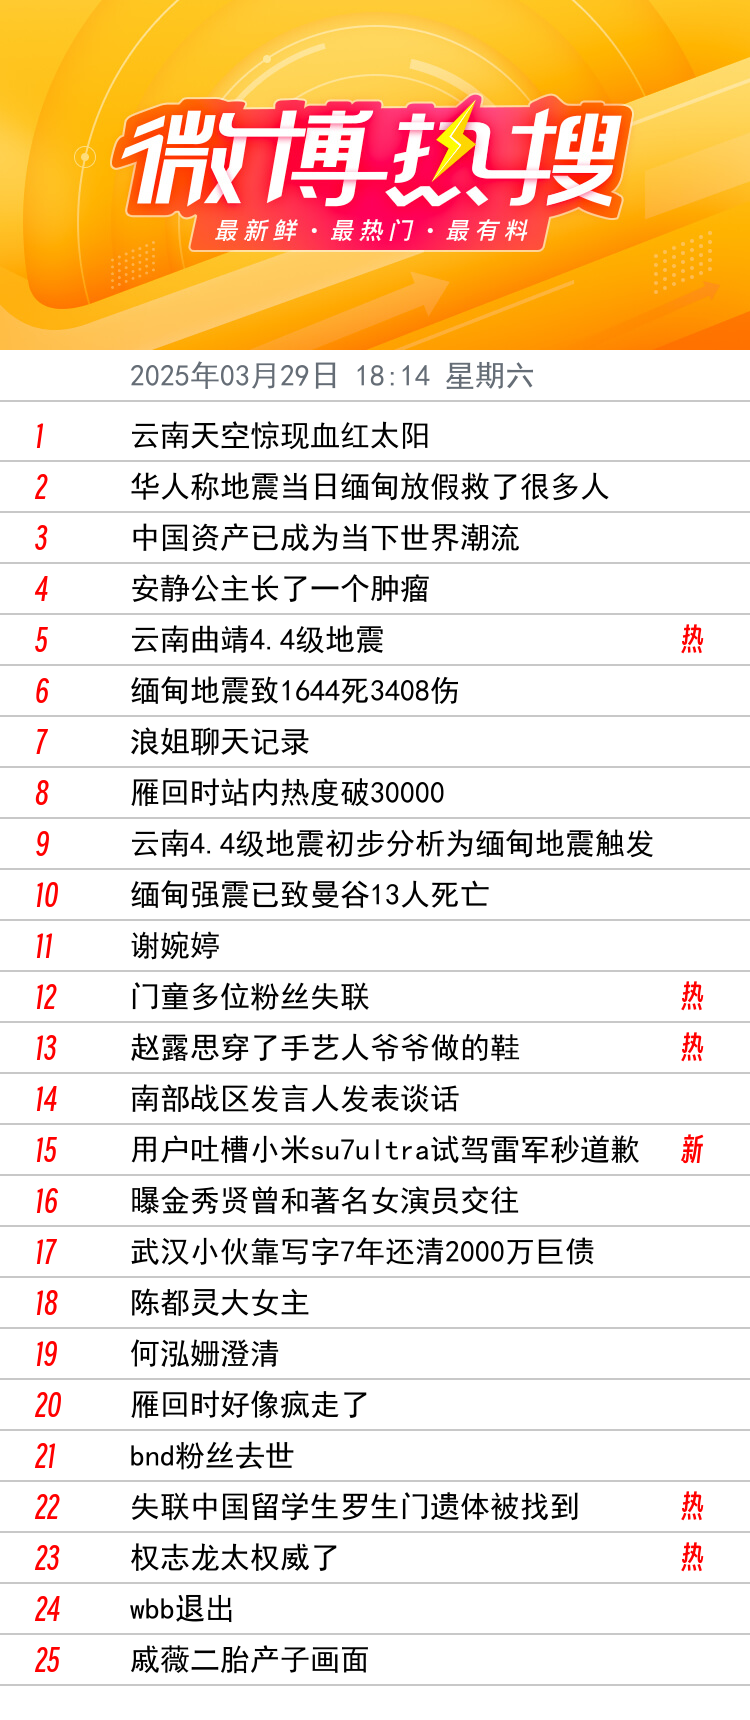 微博热搜
最新鲜·最热门·最有料
2025年03月29日 18:14 星期六
1 云南天空惊现血红太阳
2 华人称地震当日缅甸放假救了很多人
3 中国资产已成为当下世界潮流
4 安静公主长了一个肿瘤
5 云南曲靖4.4级地震 热
6 缅甸地震致1644死3408伤
7 浪姐聊天记录
8 雁回时站内热度破30000
9 云南4.4级地震初步分析为缅甸地震触发
10 缅甸强震已致曼谷13人死亡
11 谢婉婷
12 门童多位粉丝失联 热
13 赵露思穿了手艺人爷爷做的鞋 热
14 南部战区发言人发表谈话
15 用户吐槽小米su7ultra试驾雷军秒道歉 新
16 曝金秀贤曾和著名女演员交往
17 武汉小伙靠写字7年还清2000万巨债
18 陈都灵大女主
19 何泓姗澄清
20 雁回时好像疯走了
21 bnd粉丝去世
22 失联中国留学生罗生门遗体被找到 热
23 权志龙太权威了 热
24 wbb退出
25 戚薇二胎产子画面